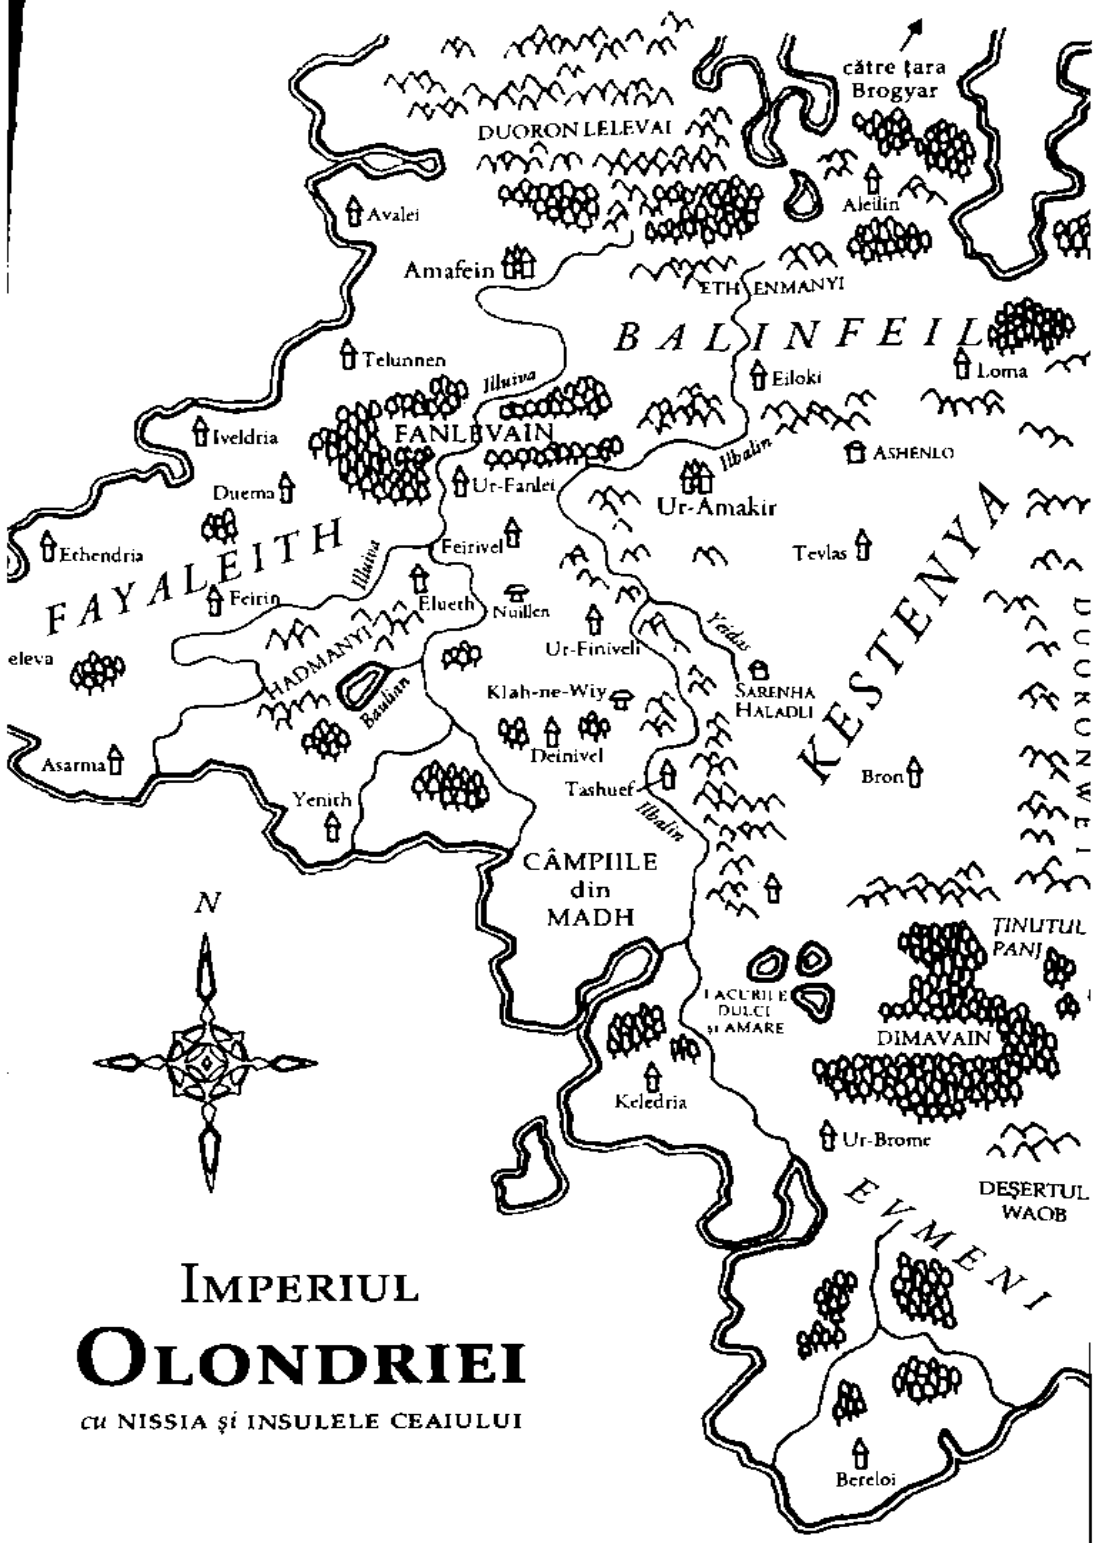 către țara
Brogyar
DUORON LELEVAI
Aleilin
Avalei
Amafein
ETHENMANYI
BALINFEIL
Telunnen
Illuiva
Eiloki
Loma
FANLEVAIN
Iveldria
Ilbalin
ASHENLO
Duema
Ur-Fanlei
Ur-Amakir
KESTENYA
Ethendria
FAYALEITH
Feirivel
Tevlas
Illuiva
Feirin
Elueth
Nuillen
Yeidas
DUORONWEI
eleva
HADMANYI
Ur-Finiveli
Klah-ne-Wiy
SARENHA
HALADLI
Baulian
Deinivel
Asarma
Tashuef
Bron
Yenith
Ilbalin
CÂMPIILE
din
MADH
N
ȚINUTUL
PANJ
LACURILE
DULCI
și AMARE
DIMAVAIN
Keledria
Ur-Brome
DEȘERTUL
WAOB
EVMENI
IMPERIUL
OLONDRIEI
cu NISSIA și INSULELE CEAIULUI
Bereloi